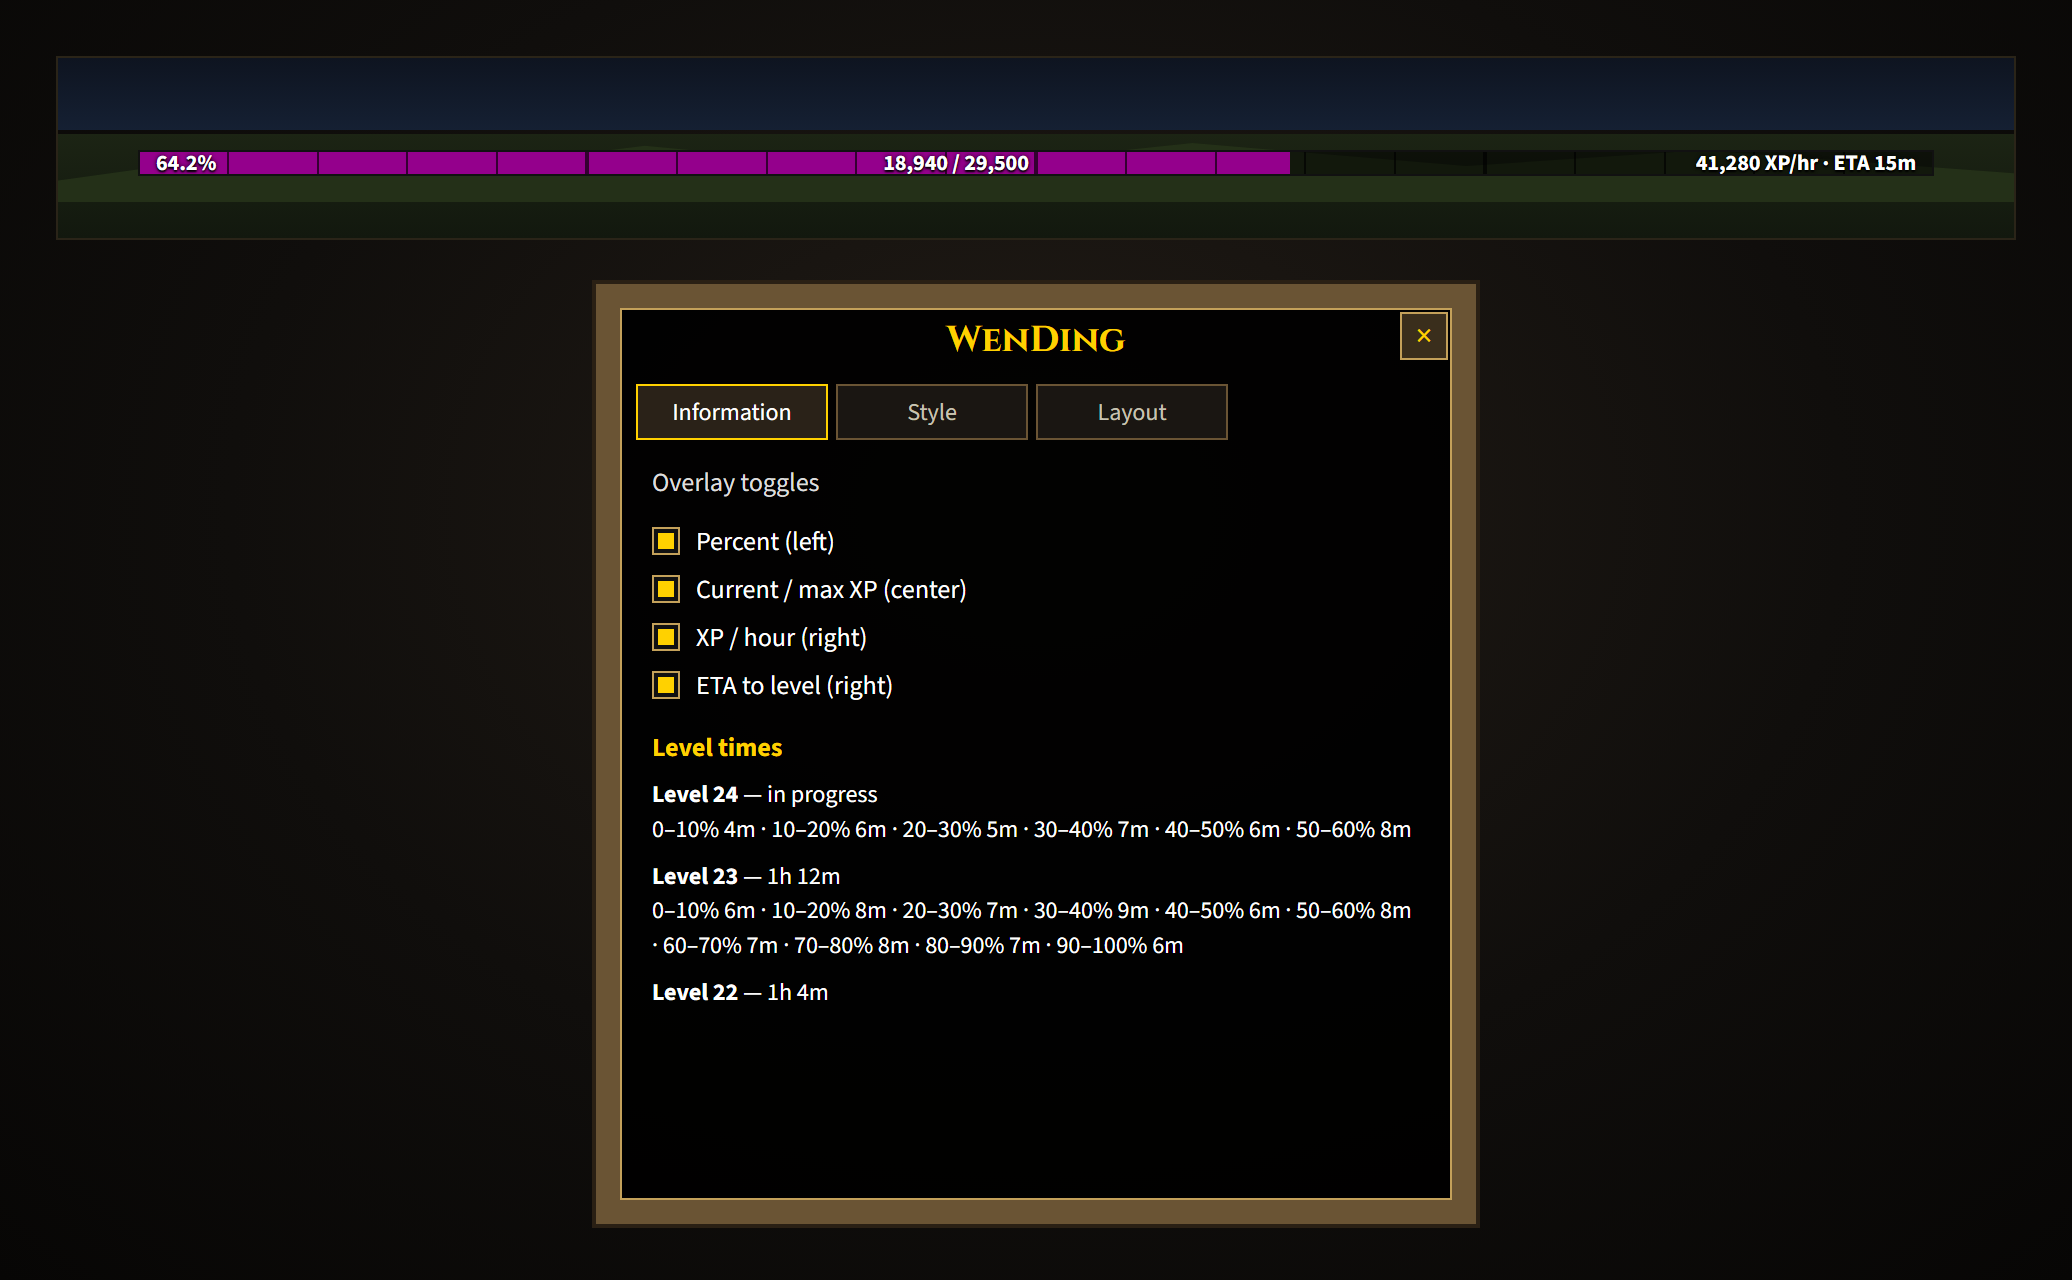 64.2% 18,940 / 29,500 41,280 XP/hr · ETA 15m
WENDING
×
Information Style Layout
Overlay toggles
Percent (left)
Current / max XP (center)
XP / hour (right)
ETA to level (right)
Level times
Level 24 — in progress
0–10% 4m · 10–20% 6m · 20–30% 5m · 30–40% 7m · 40–50% 6m · 50–60% 8m
Level 23 — 1h 12m
0–10% 6m · 10–20% 8m · 20–30% 7m · 30–40% 9m · 40–50% 6m · 50–60% 8m
· 60–70% 7m · 70–80% 8m · 80–90% 7m · 90–100% 6m
Level 22 — 1h 4m